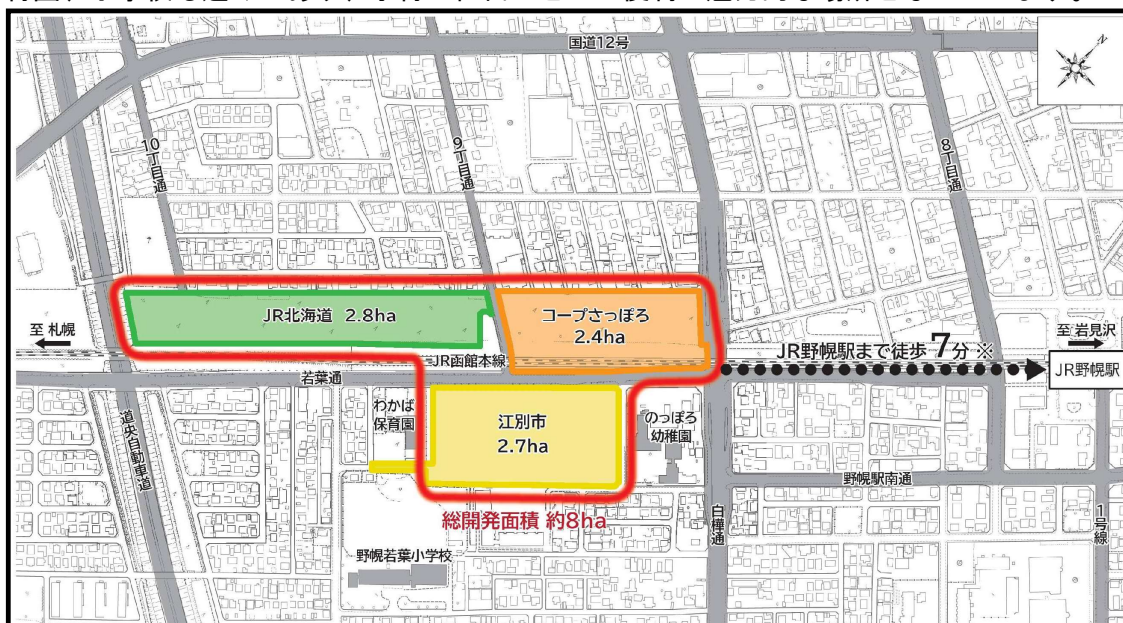 国道12号
N
10丁目通
9丁目通
8丁目通
JR北海道 2.8ha
コープさっぽろ
2.4ha
至 札幌
至 岩見沢
JR函館本線
JR野幌駅まで徒歩7分 ※
JR野幌駅
若葉通
わかば
保育園
江別市
2.7ha
のっぽろ
幼稚園
道央自動車道
野幌駅南通
総開発面積 約8ha
白樺通
1号線
野幌若葉小学校